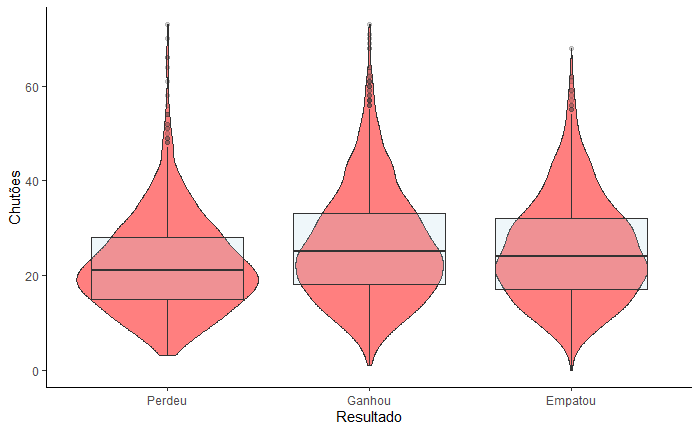 Chutões
60
40
20
0
Perdeu
Ganhou
Empatou
Resultado